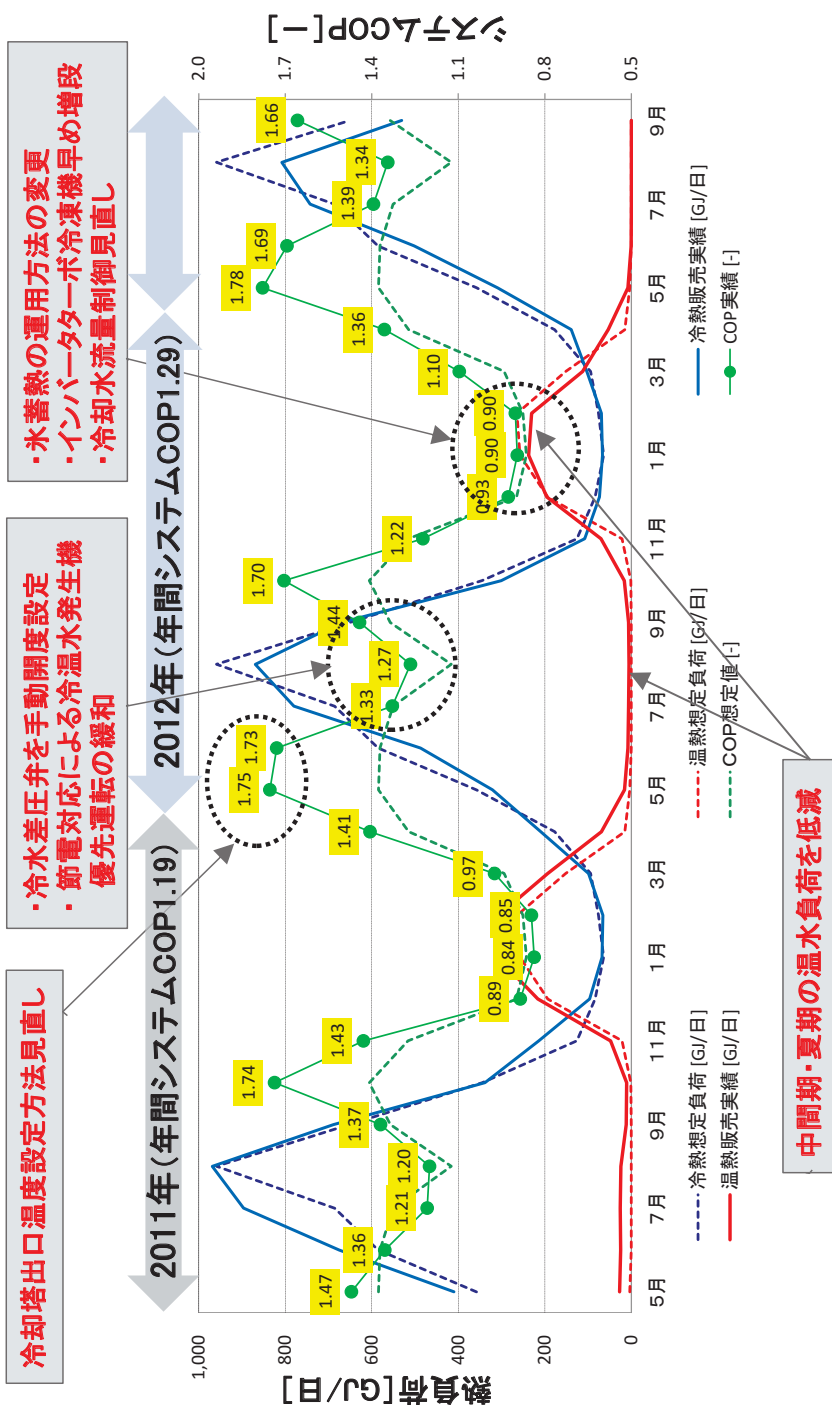 冷却塔出口温度設定方法見直し
・冷水差圧弁を手動開度設定
・節電対応による冷温水発生機
優先運転の緩和
・氷蓄熱の運用方法の変更
・インバータターボ冷凍機早め増段
・冷却水流量制御見直し
2011年(年間システムCOP1.19)
2012年(年間システムCOP1.29)
熱負荷[GJ/日]
1,000
800
600
400
200
0
システムCOP[ー]
2.0
1.7
1.4
1.1
0.8
0.5
1.47
1.36
1.21
1.20
1.37
1.74
1.43
0.89
0.84
0.85
0.97
1.41
1.75
1.73
1.33
1.27
1.44
1.70
1.22
0.93
0.90
0.90
1.10
1.36
1.78
1.69
1.39
1.34
1.66
5月
7月
9月
11月
1月
3月
5月
7月
9月
11月
1月
3月
5月
7月
9月
冷熱想定負荷 [GJ/日]
温熱販売実績 [GJ/日]
温熱想定負荷 [GJ/日]
COP想定値 [-]
冷熱販売実績 [GJ/日]
COP実績 [-]
中間期・夏期の温水負荷を低減